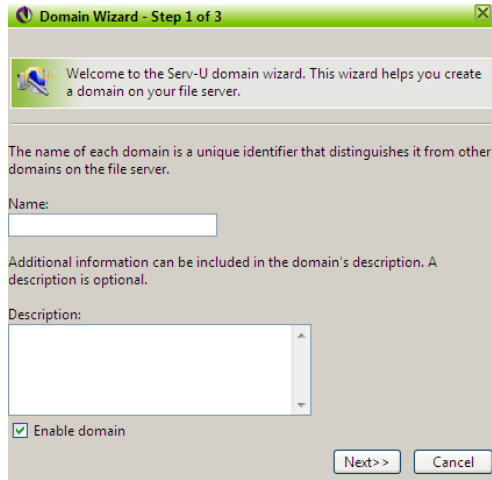 Domain Wizard - Step 1 of 3
Welcome to the Serv-U domain wizard. This wizard helps you create
a domain on your file server.
The name of each domain is a unique identifier that distinguishes it from other
domains on the file server.
Name:
Additional information can be included in the domain's description. A
description is optional.
Description:
Enable domain
Next>> Cancel